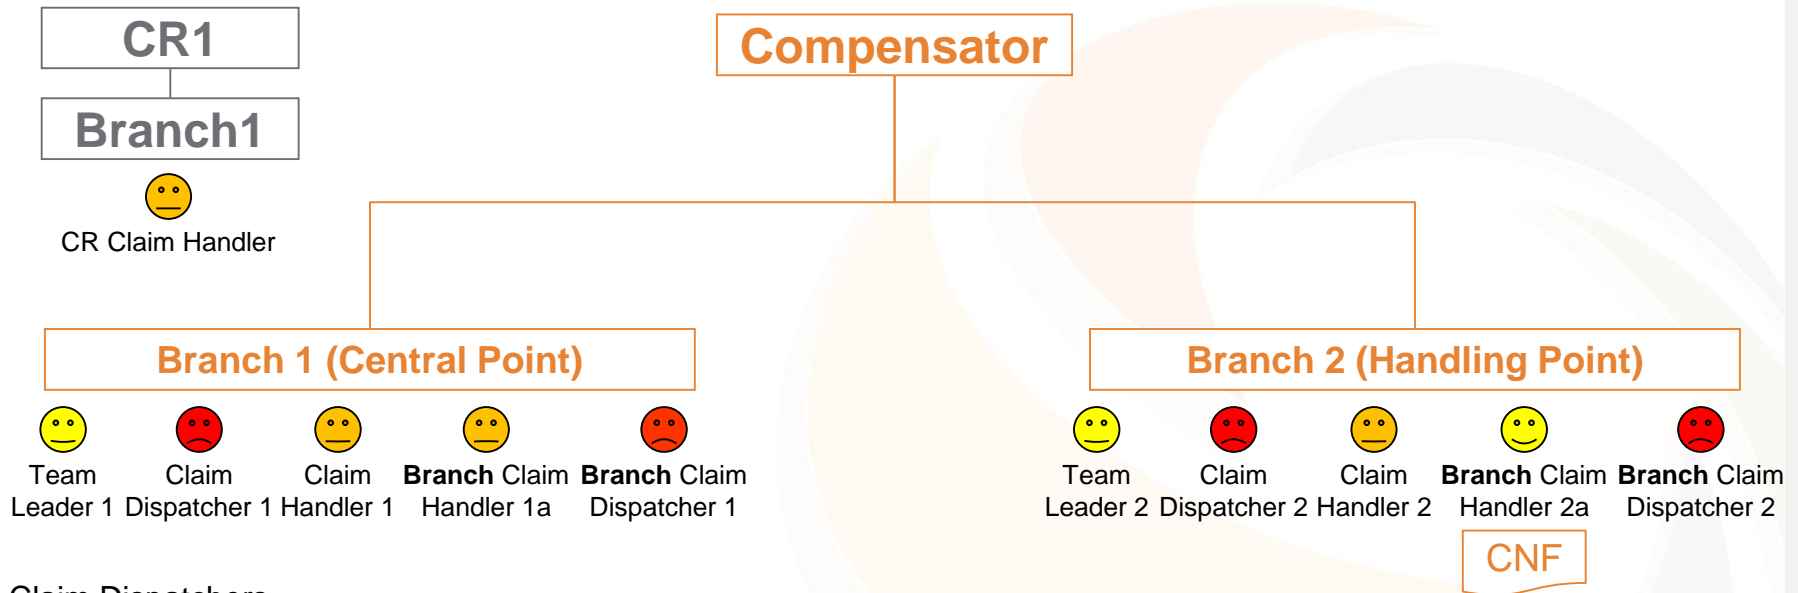 CR1
Compensator
Branch1
CR Claim Handler
Branch 1 (Central Point)
Branch 2 (Handling Point)
Team
Leader 1
Claim
Dispatcher 1
Claim
Handler 1
Branch Claim
Handler 1a
Branch Claim
Dispatcher 1
Team
Leader 2
Claim
Dispatcher 2
Claim
Handler 2
Branch Claim
Handler 2a
Branch Claim
Dispatcher 2
CNF
Claim Dispatchers